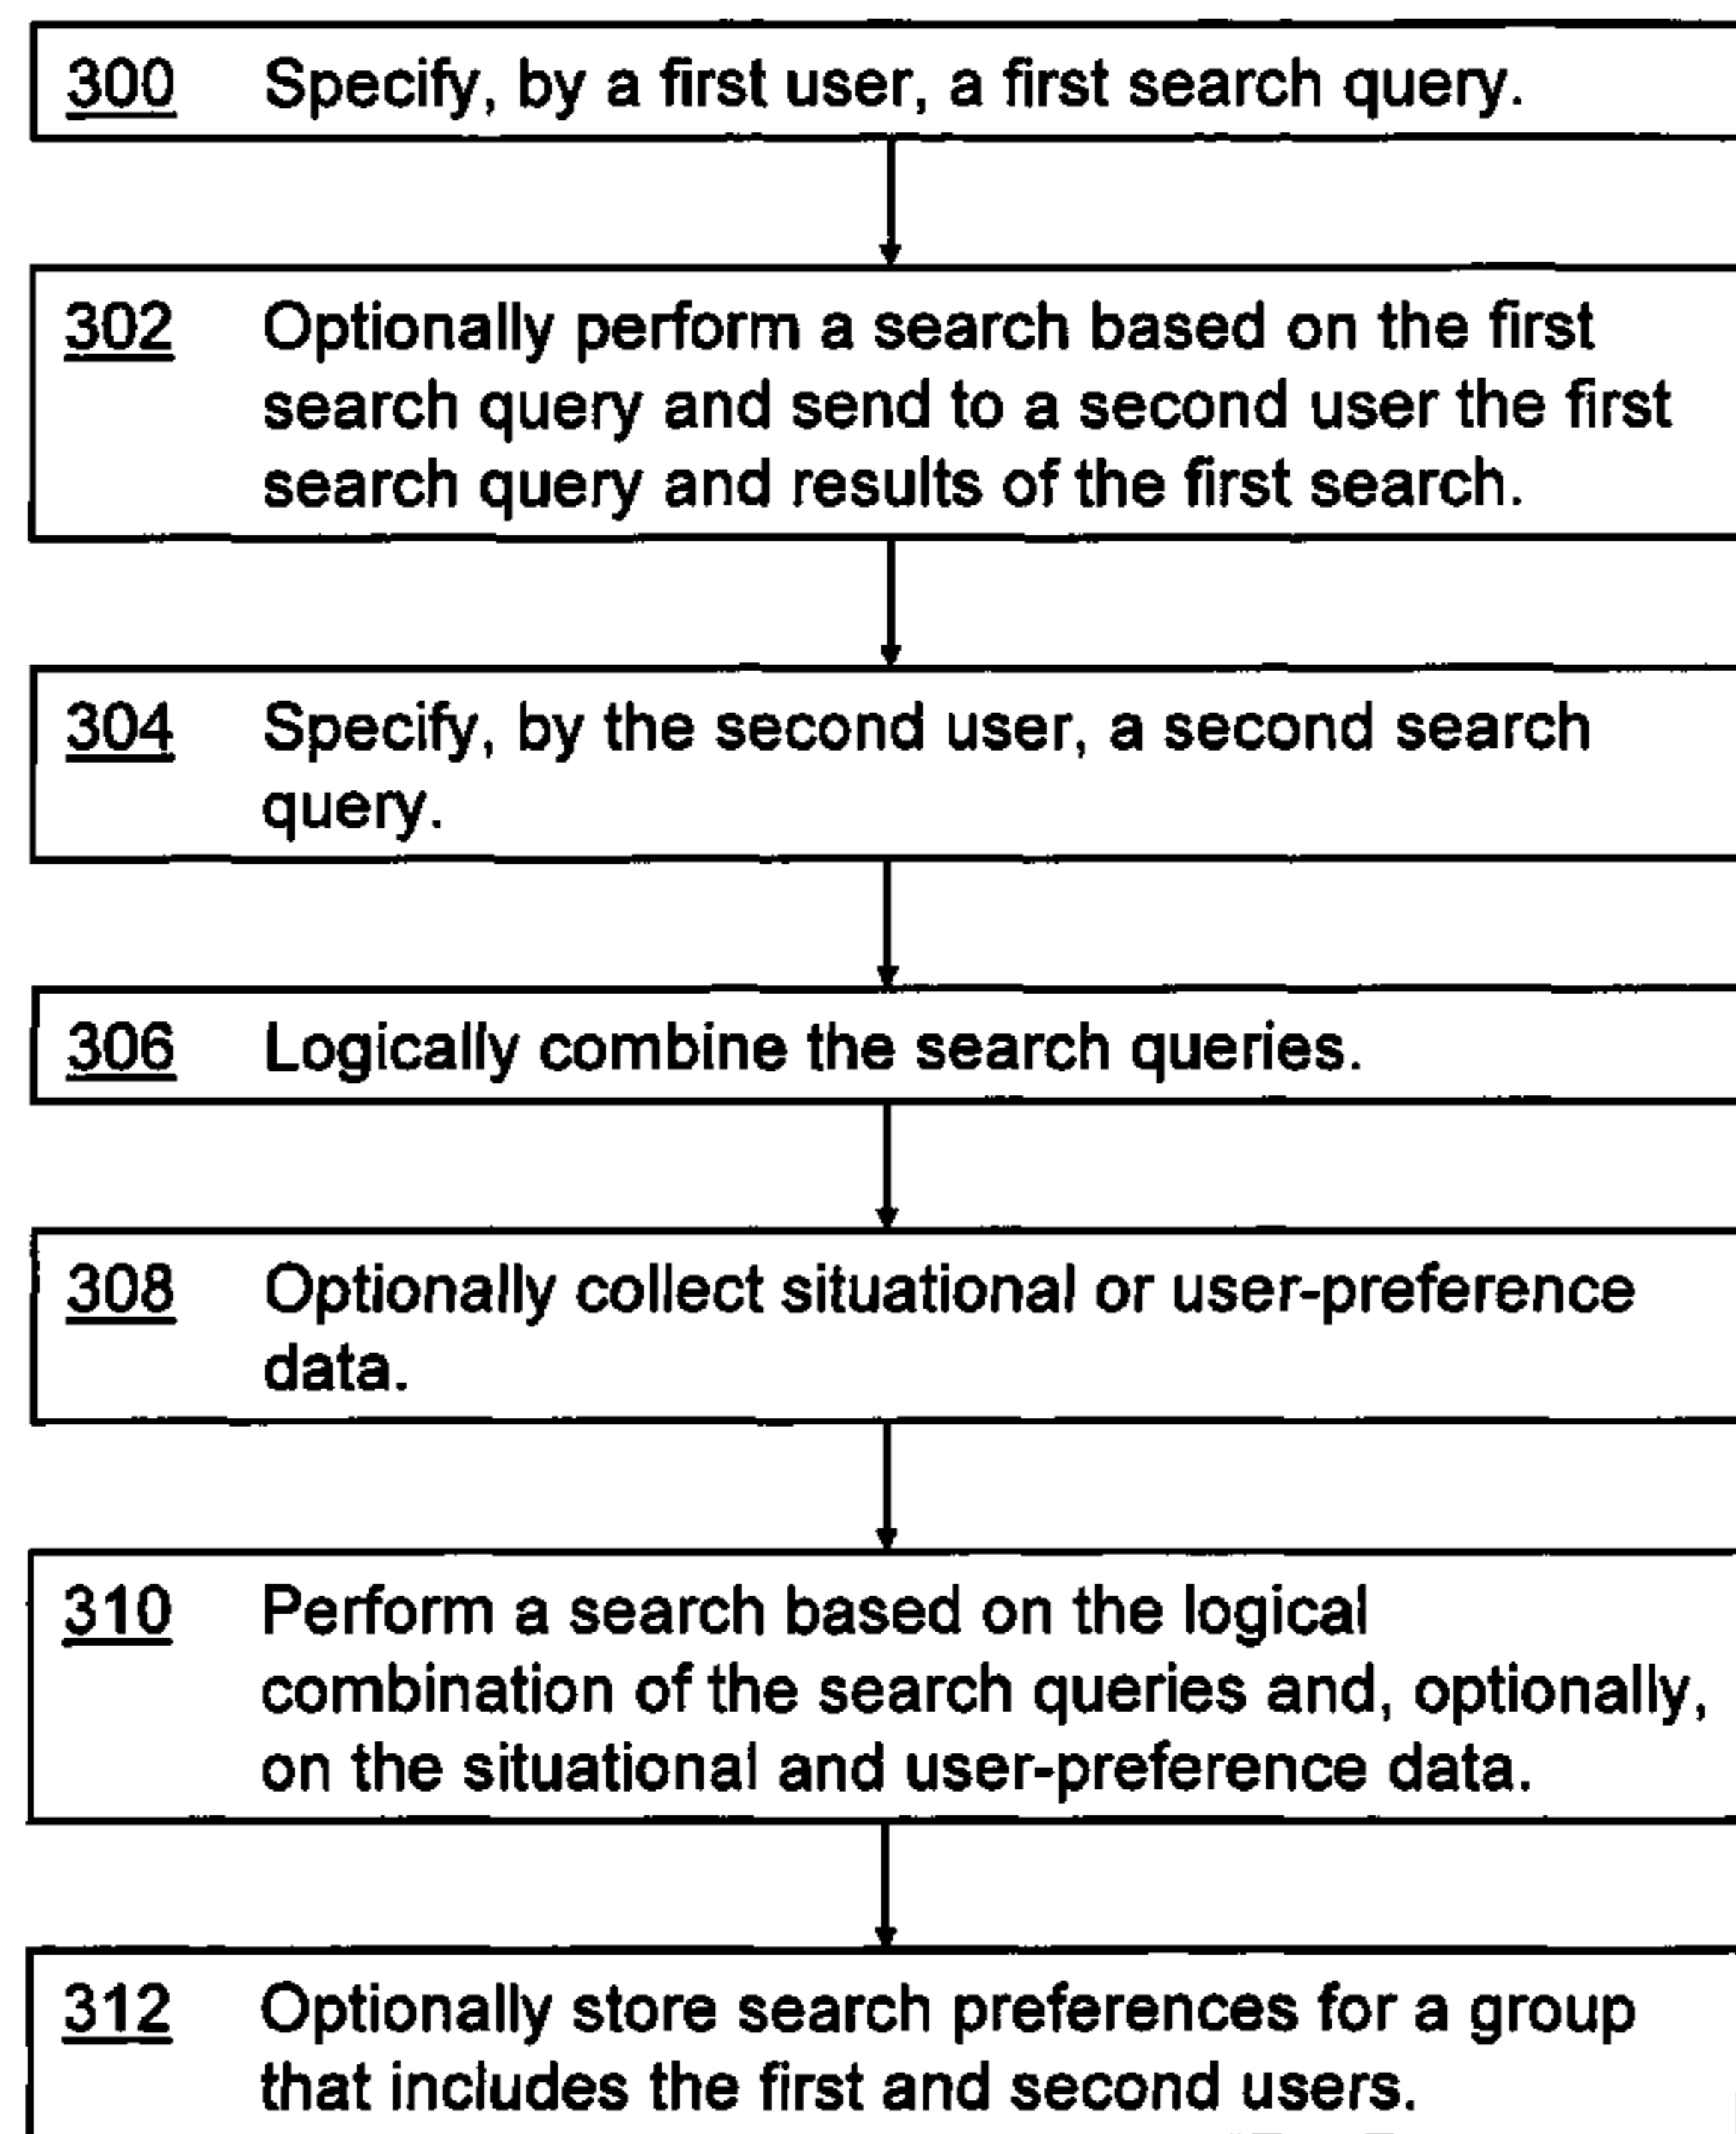 300 Specify, by a first user, a first search query.
302 Optionally perform a search based on the first
search query and send to a second user the first
search query and results of the first search.
304 Specify, by the second user, a second search
query.
306 Logically combine the search queries.
308 Optionally collect situational or user-preference
data.
310 Perform a search based on the logical
combination of the search queries and, optionally,
on the situational and user-preference data.
312 Optionally store search preferences for a group
that includes the first and second users.